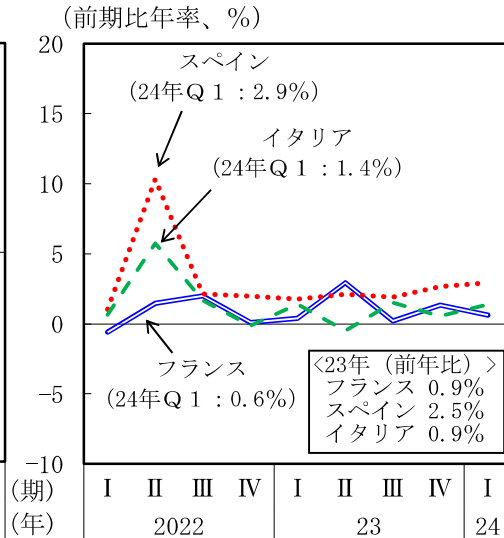 (前期比年率、%)
20
スペイン
(24年Q1:2.9%)
15
イタリア
(24年Q1:1.4%)
10
5
0
フランス
(24年Q1:0.6%)
<23年(前年比)>
フランス 0.9%
スペイン 2.5%
イタリア 0.9%
-5
-10
(期) Ⅰ Ⅱ Ⅲ Ⅳ Ⅰ Ⅱ Ⅲ Ⅳ Ⅰ
(年) 2022 23 24